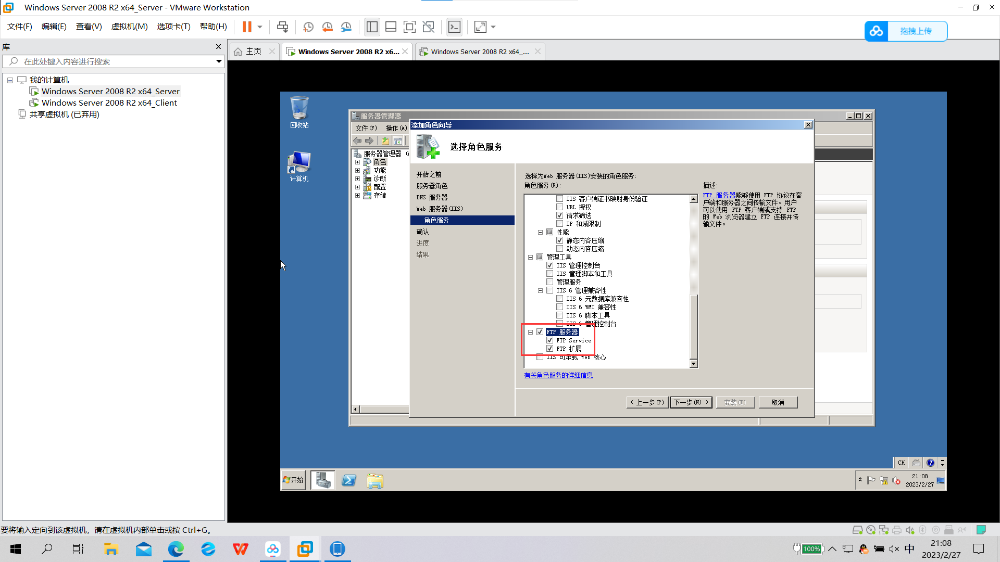 Windows Server 2008 R2 x64_Server - VMware Workstation
文件(F) 编辑(E) 查看(V) 虚拟机(M) 选项卡(T) 帮助(H)
拖拽上传
库
在此处键入内容进行搜索
我的计算机
Windows Server 2008 R2 x64_Server
Windows Server 2008 R2 x64_Client
共享虚拟机 (已弃用)
主页
Windows Server 2008 R2 x6...
Windows Server 2008 R2 x64_...
回收站
计算机
服务器管理器
文件(F) 操作(A)
服务器管理器 (
角色
功能
诊断
配置
存储
添加角色向导
选择角色服务
开始之前
服务器角色
DNS 服务器
Web 服务器(IIS)
角色服务
确认
进度
结果
选择为Web 服务器(IIS)安装的角色服务:
角色服务(R):
IIS 客户端证书映射身份验证
URL 授权
请求筛选
IP 和域限制
性能
静态内容压缩
动态内容压缩
管理工具
IIS 管理控制台
IIS 管理脚本和工具
管理服务
IIS 6 管理兼容性
IIS 6 元数据库兼容性
IIS 6 WMI 兼容性
IIS 6 脚本工具
IIS 6 管理控制台
FTP 服务器
FTP Service
FTP 扩展
IIS 可承载 Web 核心
有关角色服务的详细信息
描述:
FTP 服务器能够使用 FTP 协议在客
户端和服务器之间传输文件。用户
可以使用 FTP 客户端或支持 FTP
的 Web 浏览器建立 FTP 连接并传
输文件。
< 上一步(P) 下一步(N) > 安装(I) 取消
CH
开始
21:08
2023/2/27
要将输入定向到该虚拟机，请在虚拟机内部单击或按 Ctrl+G。
100%
中
21:08
2023/2/27